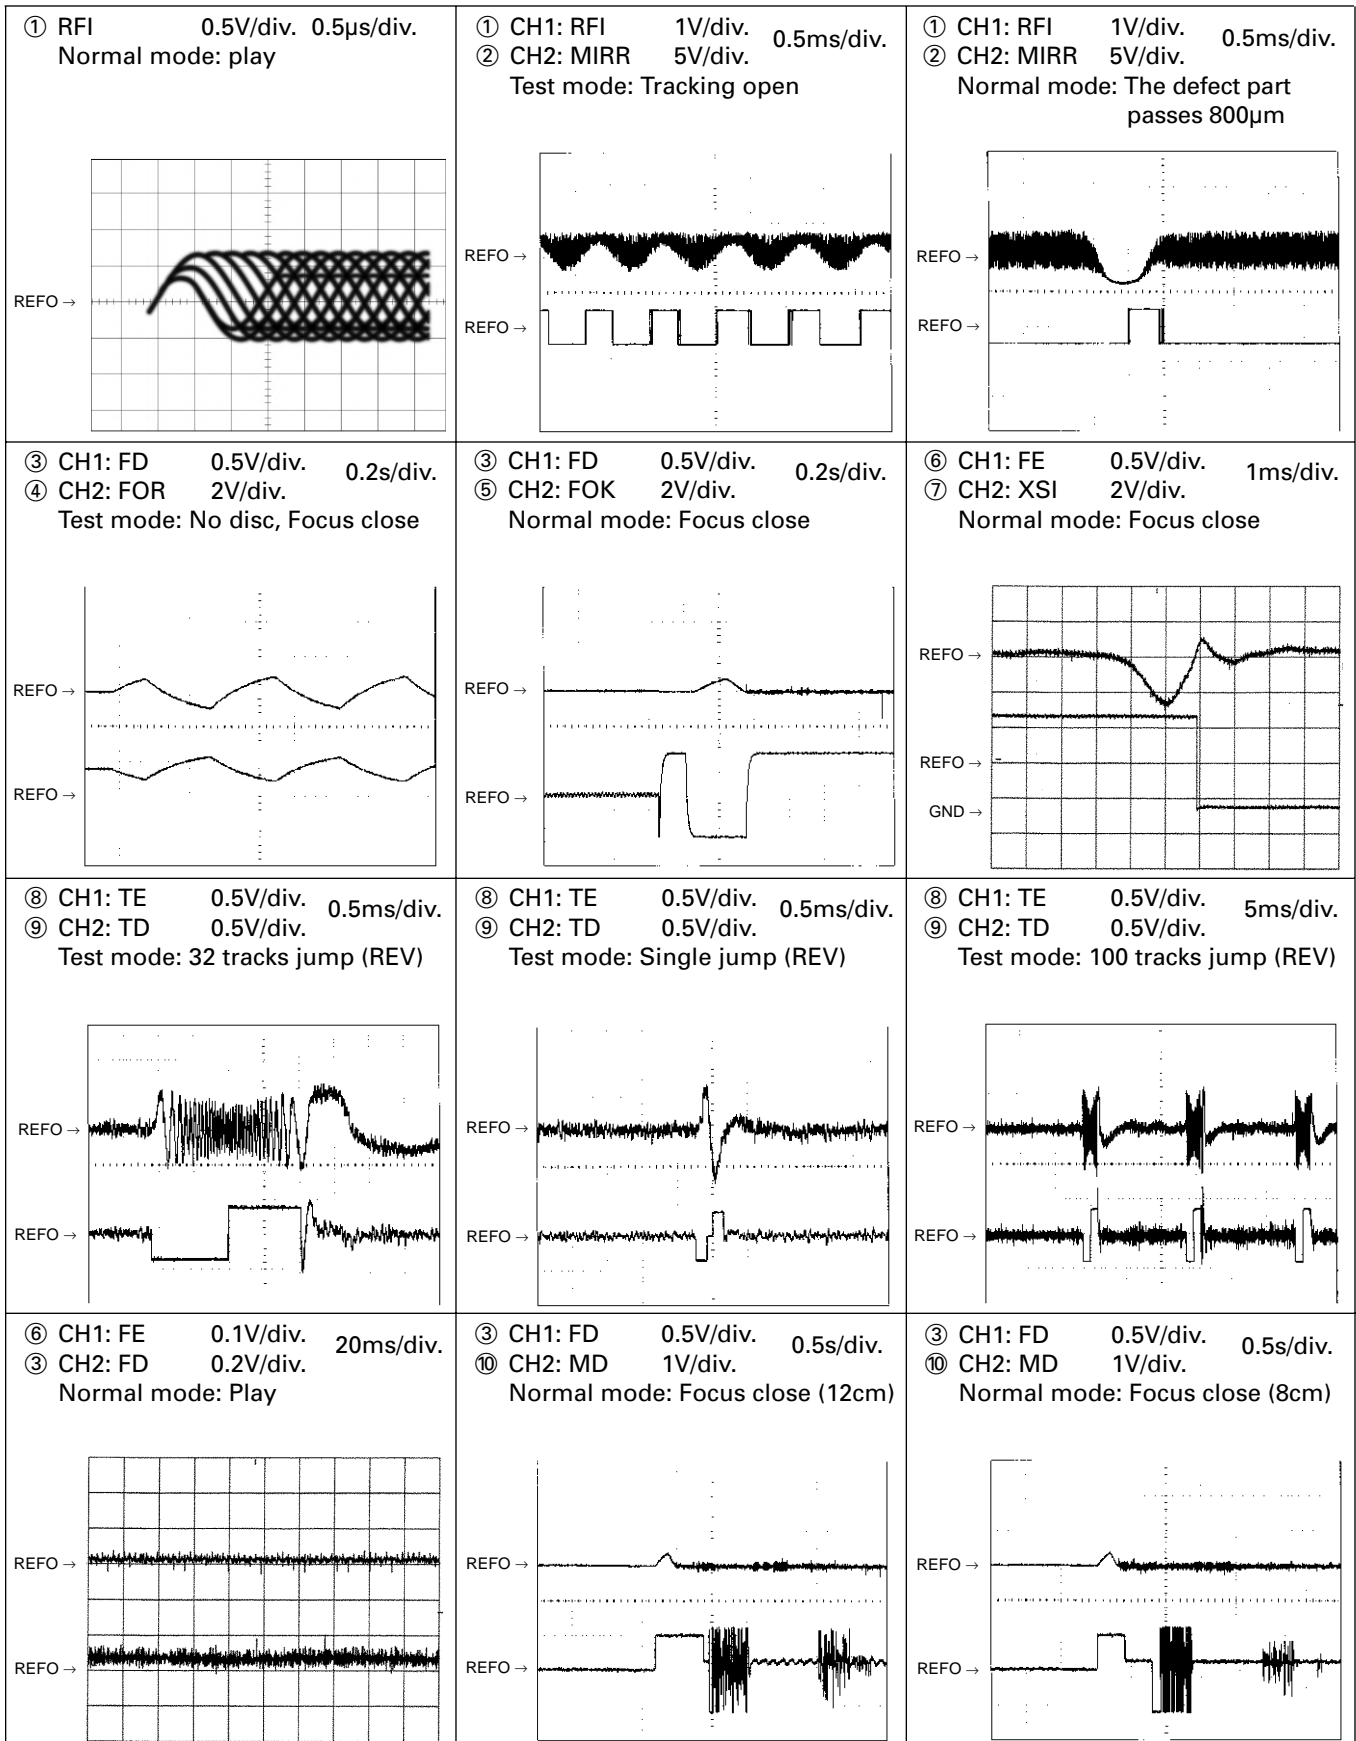 ① RFI 0.5V/div. 0.5µs/div.
Normal mode: play
REFO →
① CH1: RFI 1V/div. 0.5ms/div.
② CH2: MIRR 5V/div.
Test mode: Tracking open
REFO →
REFO →
① CH1: RFI 1V/div. 0.5ms/div.
② CH2: MIRR 5V/div.
Normal mode: The defect part
passes 800µm
REFO →
REFO →
③ CH1: FD 0.5V/div. 0.2s/div.
④ CH2: FOR 2V/div.
Test mode: No disc, Focus close
REFO →
REFO →
③ CH1: FD 0.5V/div. 0.2s/div.
⑤ CH2: FOK 2V/div.
Normal mode: Focus close
REFO →
REFO →
⑥ CH1: FE 0.5V/div. 1ms/div.
⑦ CH2: XSI 2V/div.
Normal mode: Focus close
REFO →
REFO →
GND →
⑧ CH1: TE 0.5V/div. 0.5ms/div.
⑨ CH2: TD 0.5V/div.
Test mode: 32 tracks jump (REV)
REFO →
REFO →
⑧ CH1: TE 0.5V/div. 0.5ms/div.
⑨ CH2: TD 0.5V/div.
Test mode: Single jump (REV)
REFO →
REFO →
⑧ CH1: TE 0.5V/div. 5ms/div.
⑨ CH2: TD 0.5V/div.
Test mode: 100 tracks jump (REV)
REFO →
REFO →
⑥ CH1: FE 0.1V/div. 20ms/div.
③ CH2: FD 0.2V/div.
Normal mode: Play
REFO →
REFO →
③ CH1: FD 0.5V/div. 0.5s/div.
⑩ CH2: MD 1V/div.
Normal mode: Focus close (12cm)
REFO →
REFO →
③ CH1: FD 0.5V/div. 0.5s/div.
⑩ CH2: MD 1V/div.
Normal mode: Focus close (8cm)
REFO →
REFO →